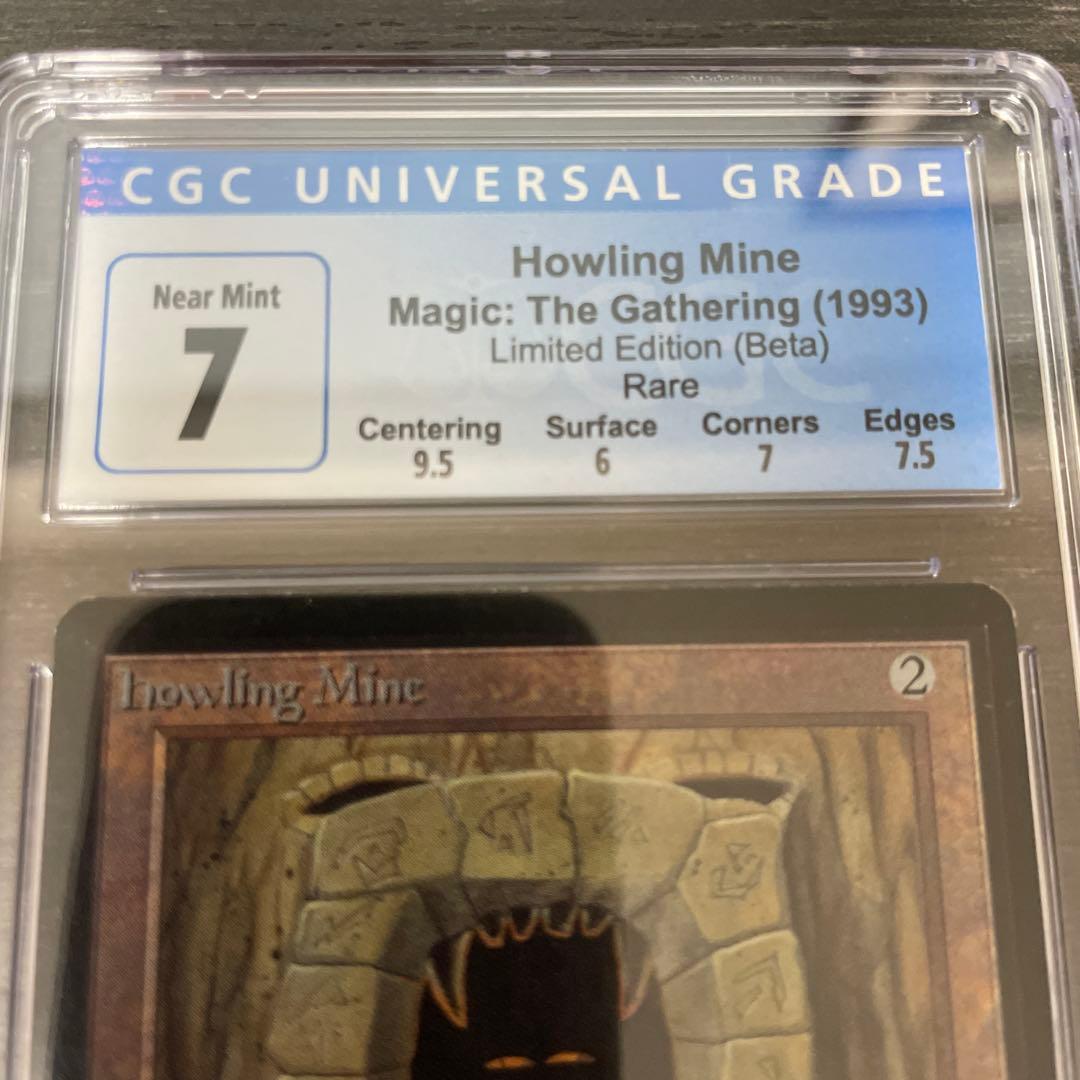 CGC UNIVERSAL GRADE
Near Mint
7
Howling Mine
Magic: The Gathering (1993)
Limited Edition (Beta)
Rare
Centering Surface Corners Edges
9.5 6 7 7.5
Howling Mine 2